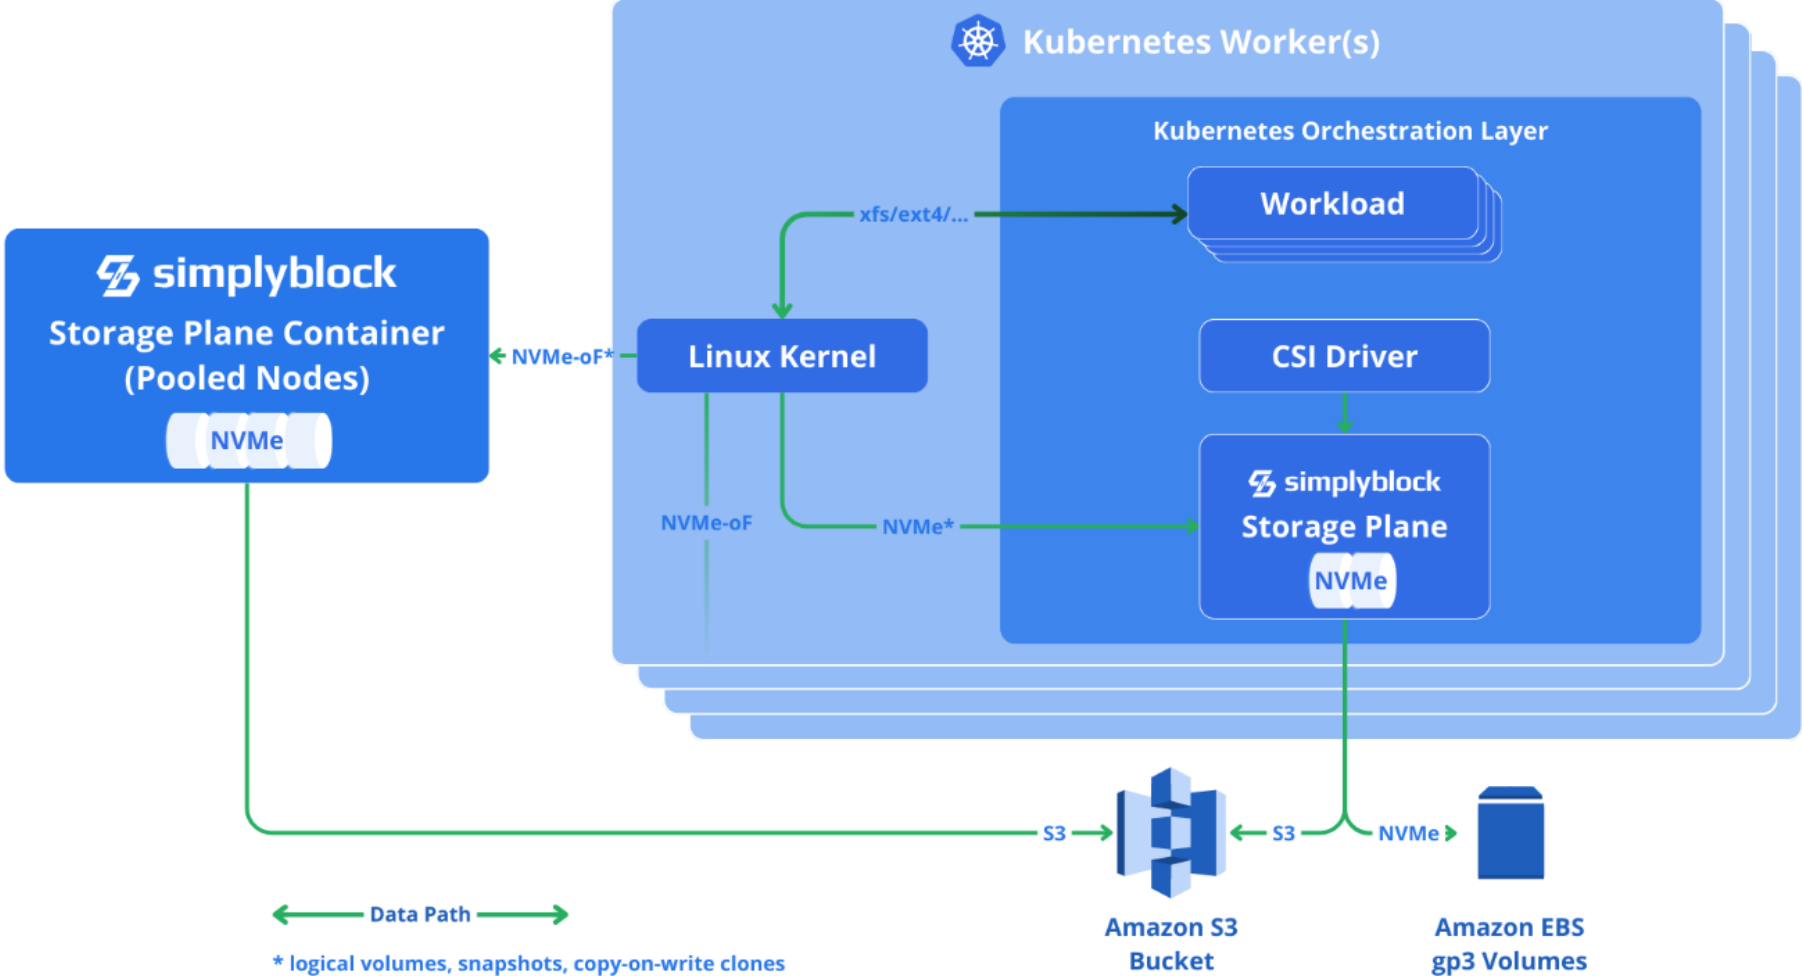 Kubernetes Worker(s)
Kubernetes Orchestration Layer
Workload
xfs/ext4/...
simplyblock
Storage Plane Container
(Pooled Nodes)
NVMe
NVMe-oF*
Linux Kernel
CSI Driver
NVMe-oF
NVMe*
simplyblock
Storage Plane
NVMe
S3
S3
NVMe
Amazon S3
Bucket
Amazon EBS
gp3 Volumes
Data Path
* logical volumes, snapshots, copy-on-write clones